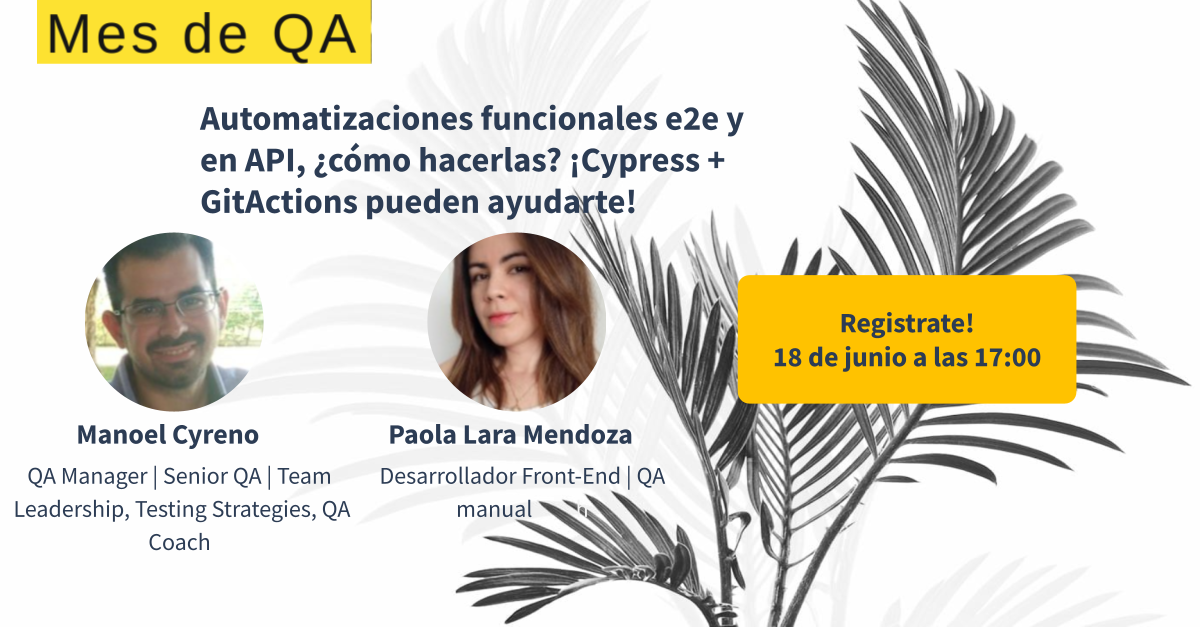 Mes de QA
Automatizaciones funcionales e2e y
en API, ¿cómo hacerlas? ¡Cypress +
GitActions pueden ayudarte!
Manoel Cyreno
QA Manager | Senior QA | Team
Leadership, Testing Strategies, QA
Coach
Paola Lara Mendoza
Desarrollador Front-End | QA
manual
Registrate!
18 de junio a las 17:00